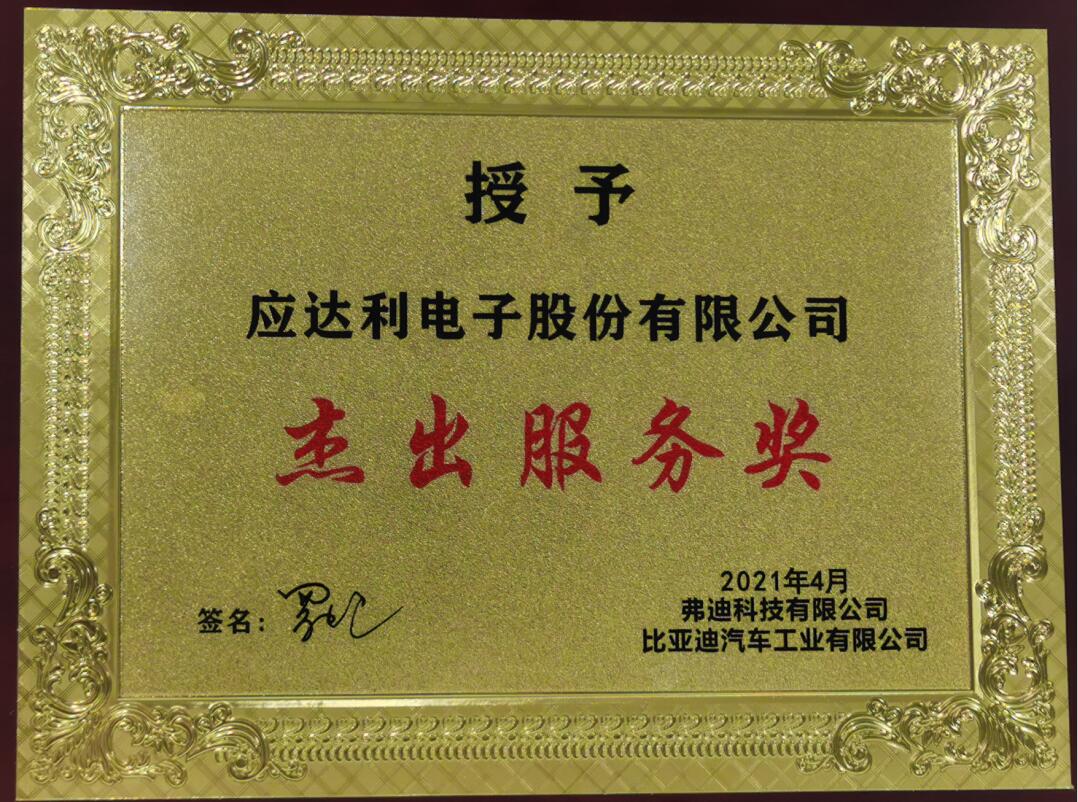 授予
应达利电子股份有限公司
杰出服务奖
签名：
2021年4月
弗迪科技有限公司
比亚迪汽车工业有限公司